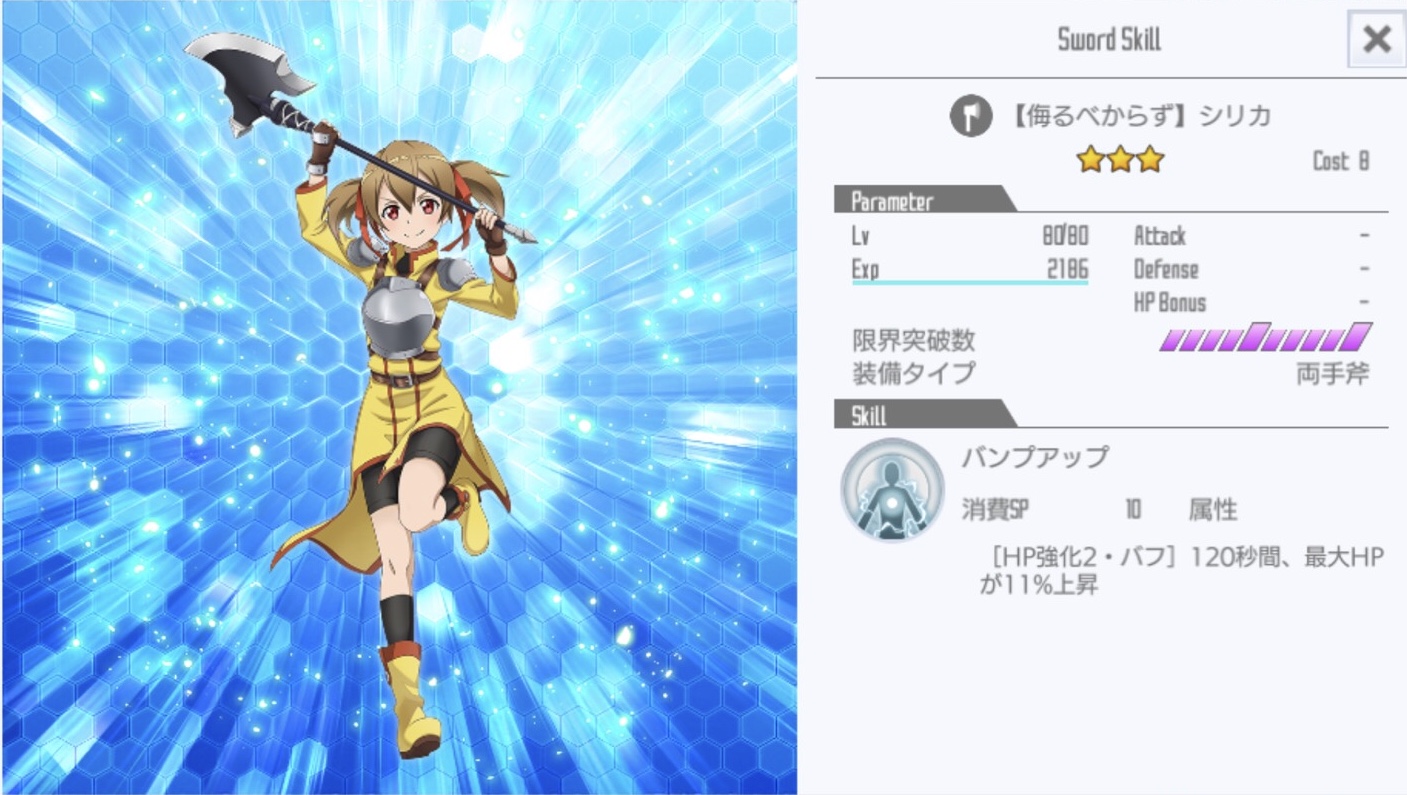 Sword Skill
【侮るべからず】シリカ
Cost 8
Parameter
Lv 80/80 Attack -
Exp 2186 Defense -
HP Bonus -
限界突破数
装備タイプ 両手斧
Skill
バンプアップ
消費SP 10 属性
［HP強化2・バフ］120秒間、最大HP
が11%上昇